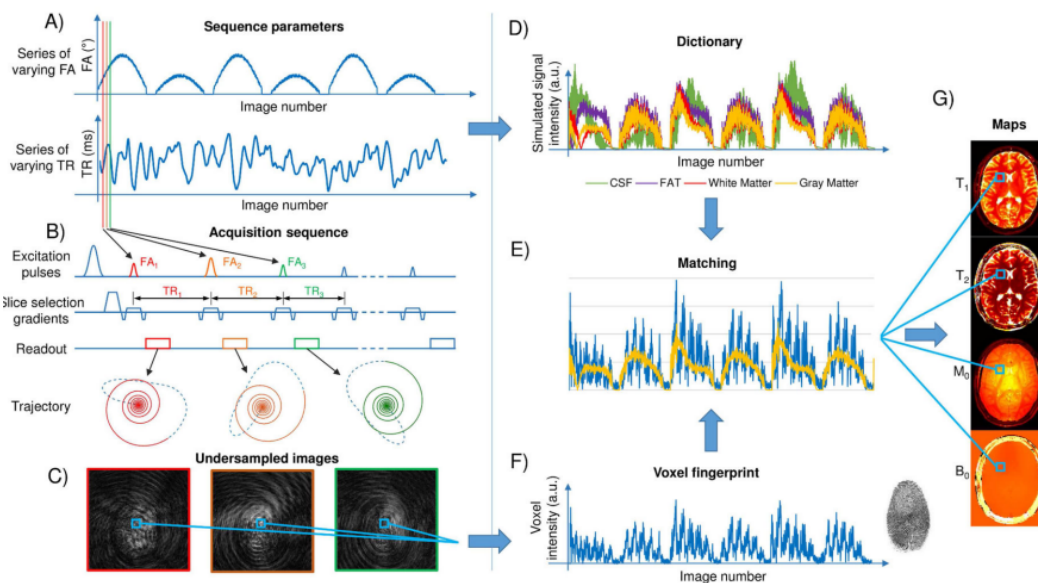 A)
Sequence parameters
Series of
varying FA
FA (°)
Image number
Series of
varying TR
TR (ms)
Image number
B)
Acquisition sequence
Excitation
pulses
FA1
FA2
FA3
Slice selection
gradients
TR1
TR2
TR3
Readout
Trajectory
C)
Undersampled images
D)
Dictionary
Simulated signal
intensity (a.u.)
Image number
CSF FAT White Matter Gray Matter
E)
Matching
F)
Voxel fingerprint
Voxel
intensity (a.u.)
Image number
G)
Maps
T1
T2
M0
B0